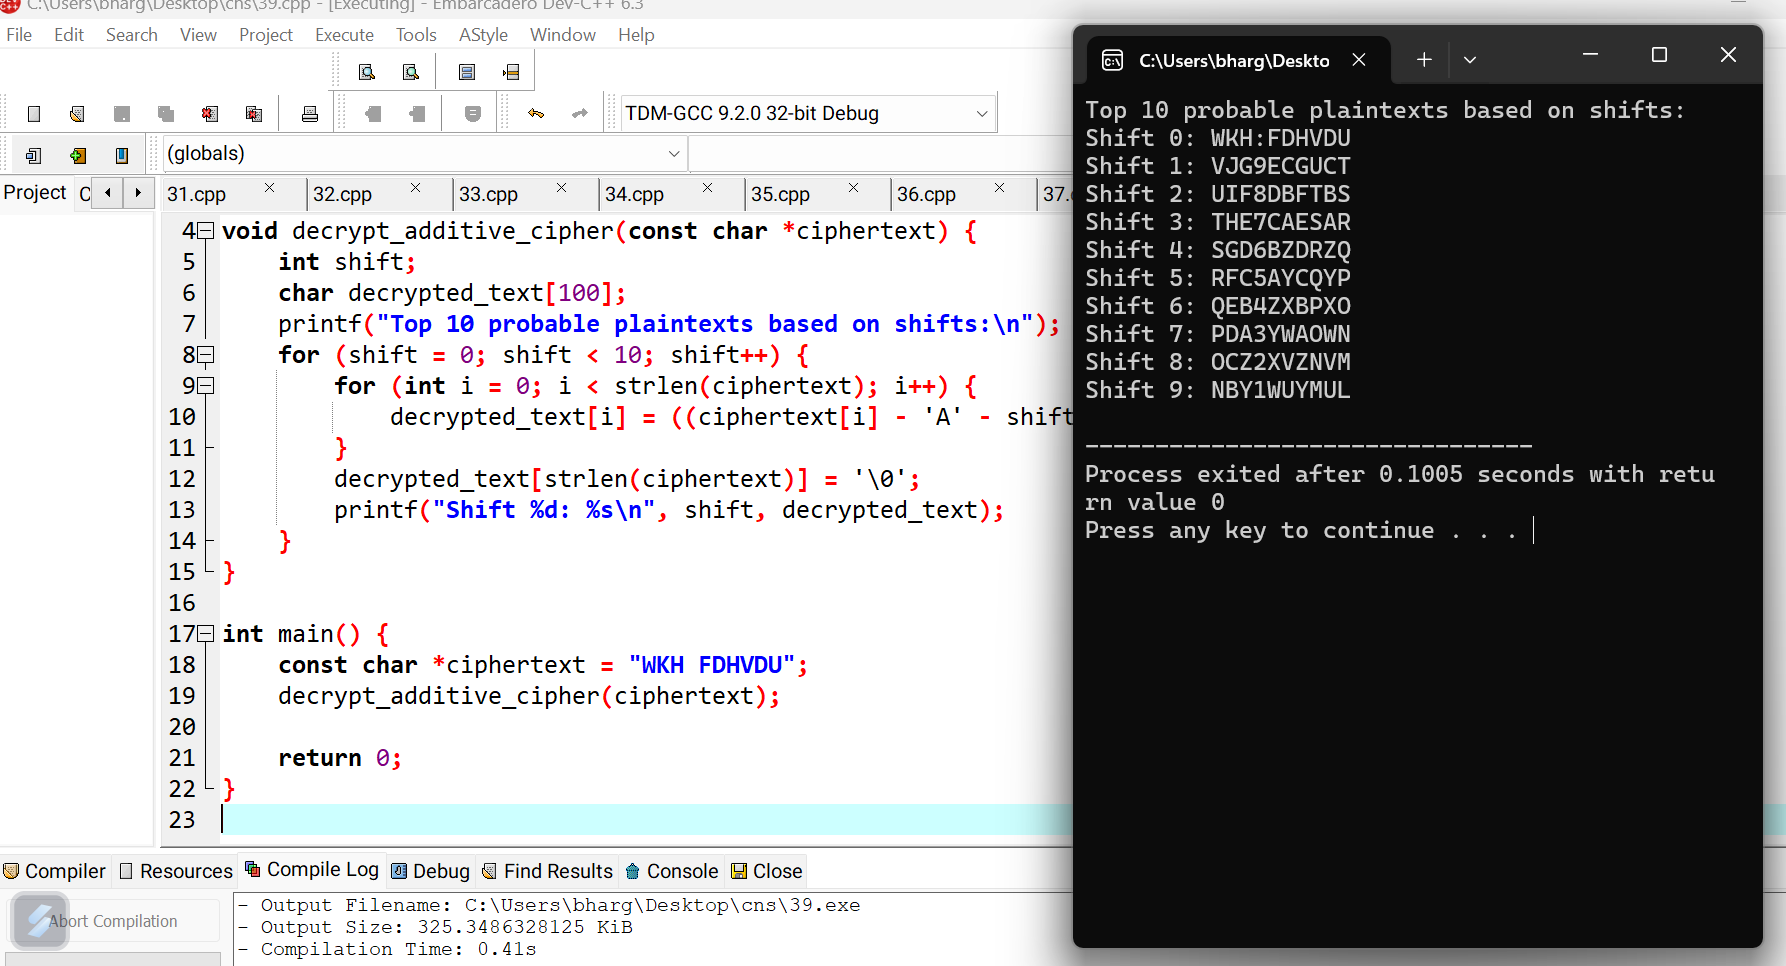 C:\Users\bharg\Desktop\cns\39.cpp - [Executing] - Embarcadero Dev-C++ 6.3
File Edit Search View Project Execute Tools AStyle Window Help
TDM-GCC 9.2.0 32-bit Debug
(globals)
Project C
31.cpp 32.cpp 33.cpp 34.cpp 35.cpp 36.cpp 37.
4 void decrypt_additive_cipher(const char *ciphertext) {
5 int shift;
6 char decrypted_text[100];
7 printf("Top 10 probable plaintexts based on shifts:\n");
8 for (shift = 0; shift < 10; shift++) {
9 for (int i = 0; i < strlen(ciphertext); i++) {
10 decrypted_text[i] = ((ciphertext[i] - 'A' - shift
11 }
12 decrypted_text[strlen(ciphertext)] = '\0';
13 printf("Shift %d: %s\n", shift, decrypted_text);
14 }
15 }
16
17 int main() {
18 const char *ciphertext = "WKH FDHVDU";
19 decrypt_additive_cipher(ciphertext);
20
21 return 0;
22 }
23
Compiler Resources Compile Log Debug Find Results Console Close
Abort Compilation
- Output Filename: C:\Users\bharg\Desktop\cns\39.exe
- Output Size: 325.3486328125 KiB
- Compilation Time: 0.41s
C:\Users\bharg\Deskto
Top 10 probable plaintexts based on shifts:
Shift 0: WKH:FDHVDU
Shift 1: VJG9ECGUCT
Shift 2: UIF8DBFTBS
Shift 3: THE7CAESAR
Shift 4: SGD6BZDRZQ
Shift 5: RFC5AYCQYP
Shift 6: QEB4ZXBPXO
Shift 7: PDA3YWAOWN
Shift 8: OCZ2XVZNVM
Shift 9: NBY1WUYMUL
--------------------------------
Process exited after 0.1005 seconds with retu
rn value 0
Press any key to continue . . .